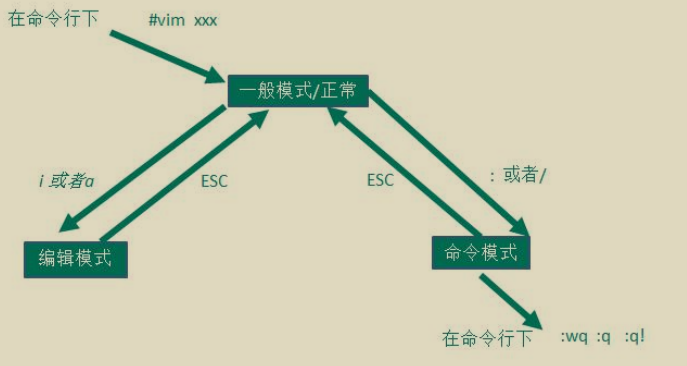 在命令行下 #vim xxx
一般模式/正常
i 或者a
ESC
ESC
: 或者/
编辑模式
命令模式
在命令行下 :wq :q :q!